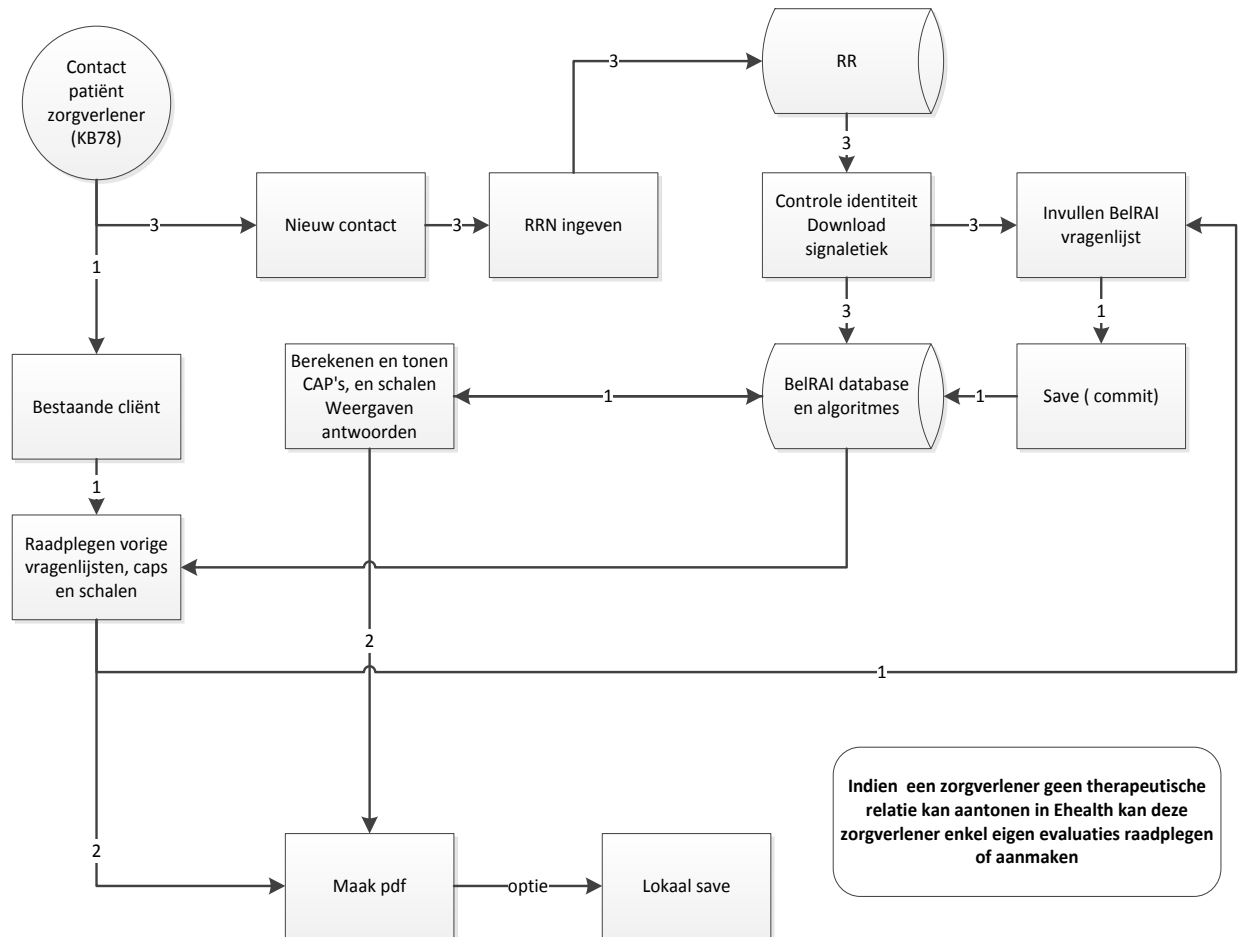 Contact
patiënt
zorgverlener
(KB78)
3
RR
3
3
Nieuw contact
3
RRN ingeven
Controle identiteit
Download
signaletiek
3
Invullen BelRAI
vragenlijst
1
3
1
Bestaande cliënt
Berekenen en tonen
CAP's, en schalen
Weergaven
antwoorden
1
BelRAI database
en algoritmes
1
Save ( commit)
1
Raadplegen vorige
vragenlijsten, caps
en schalen
2
1
Indien een zorgverlener geen therapeutische
relatie kan aantonen in Ehealth kan deze
zorgverlener enkel eigen evaluaties raadplegen
of aanmaken
2
Maak pdf
optie
Lokaal save